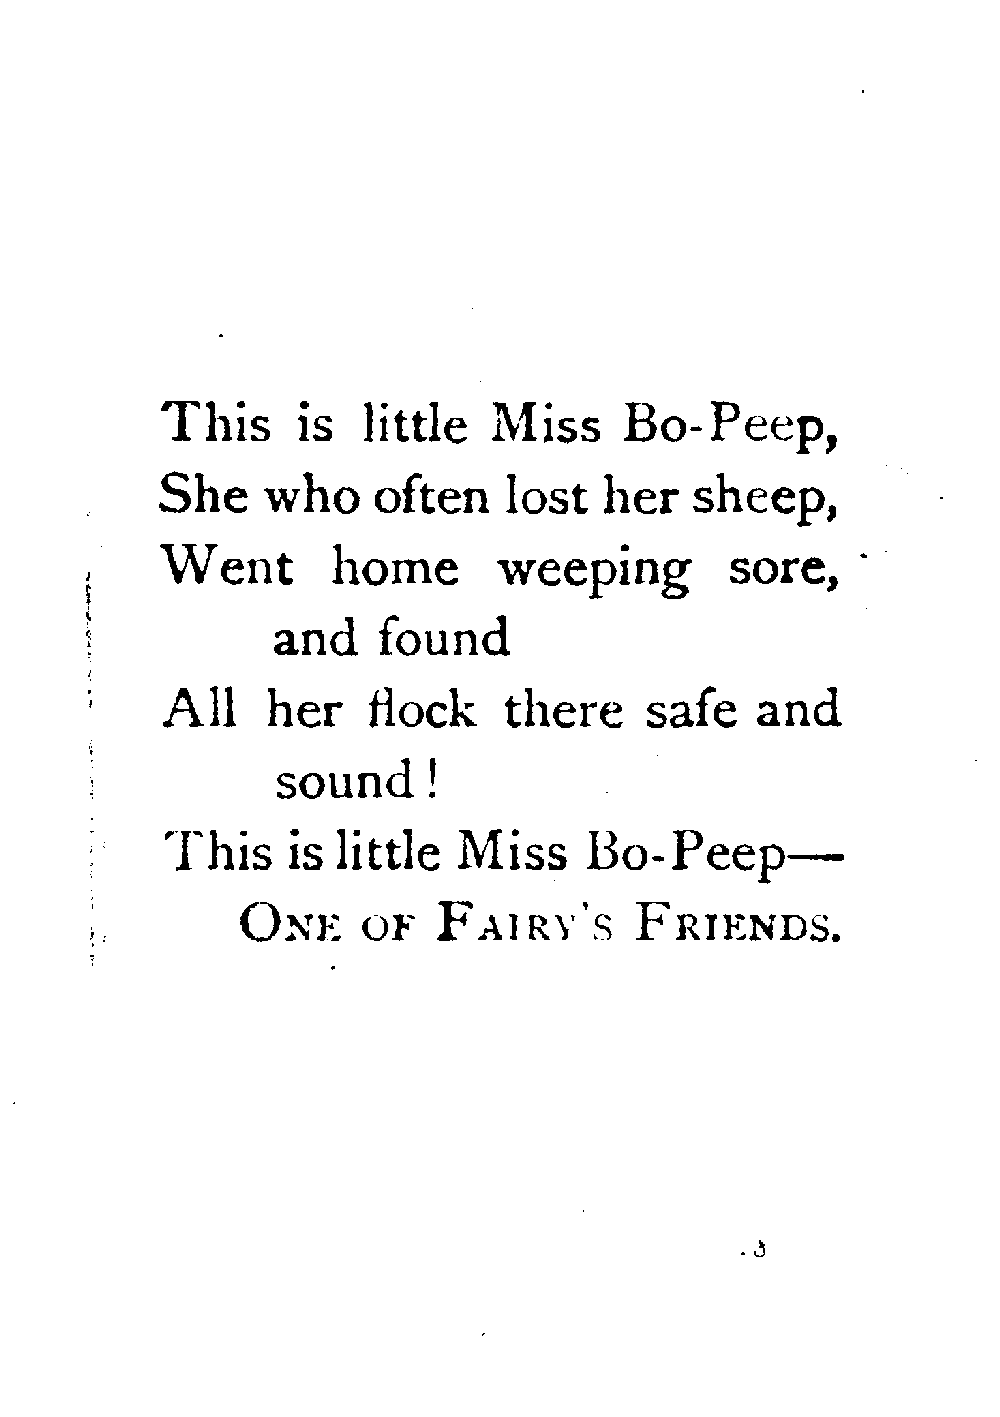 This is little Miss Bo-Peep,
She who often lost her sheep,
Went home weeping sore,
and found
All her flock there safe and
sound!
This is little Miss Bo-Peep—
ONE OF FAIRY'S FRIENDS.